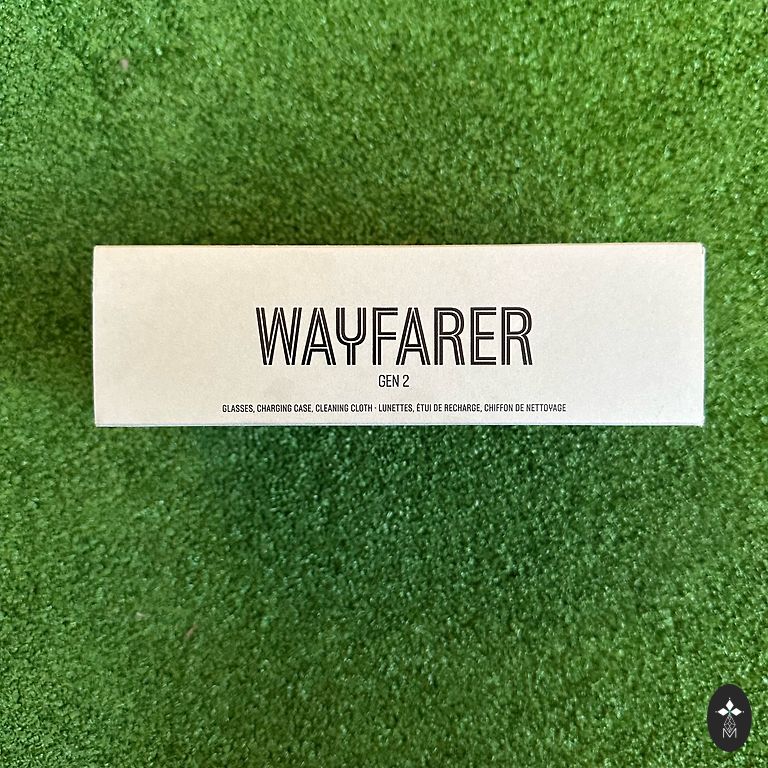 WAYFARER
GEN 2
GLASSES, CHARGING CASE, CLEANING CLOTH · LUNETTES, ÉTUI DE RECHARGE, CHIFFON DE NETTOYAGE